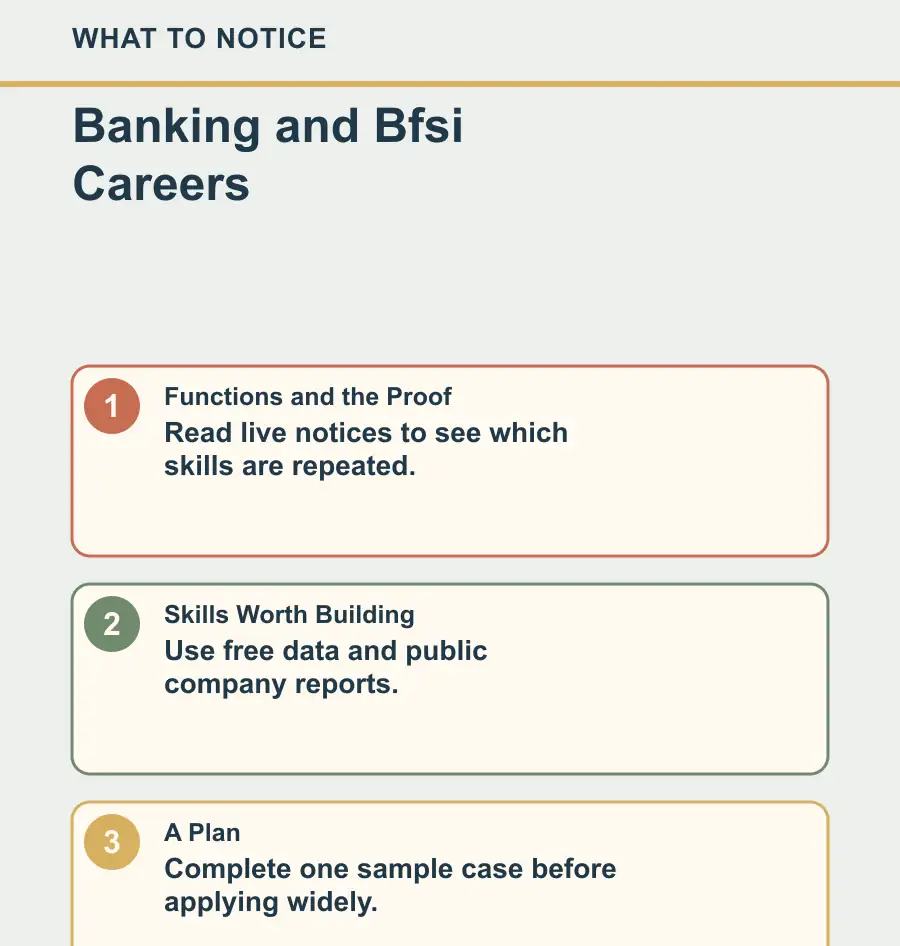 WHAT TO NOTICE
Banking and Bfsi
Careers
1
Functions and the Proof
Read live notices to see which
skills are repeated.
2
Skills Worth Building
Use free data and public
company reports.
3
A Plan
Complete one sample case before
applying widely.